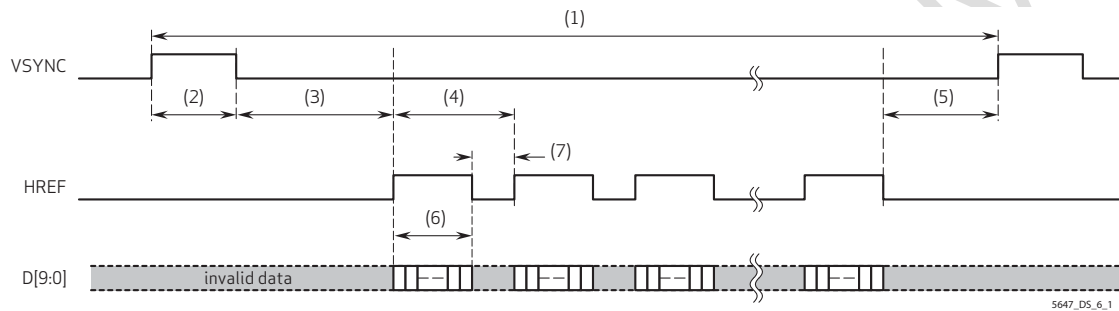 (1)
VSYNC
(2) (3) (4) (5)
(7)
HREF
(6)
D[9:0] invalid data
5647_DS_6_1